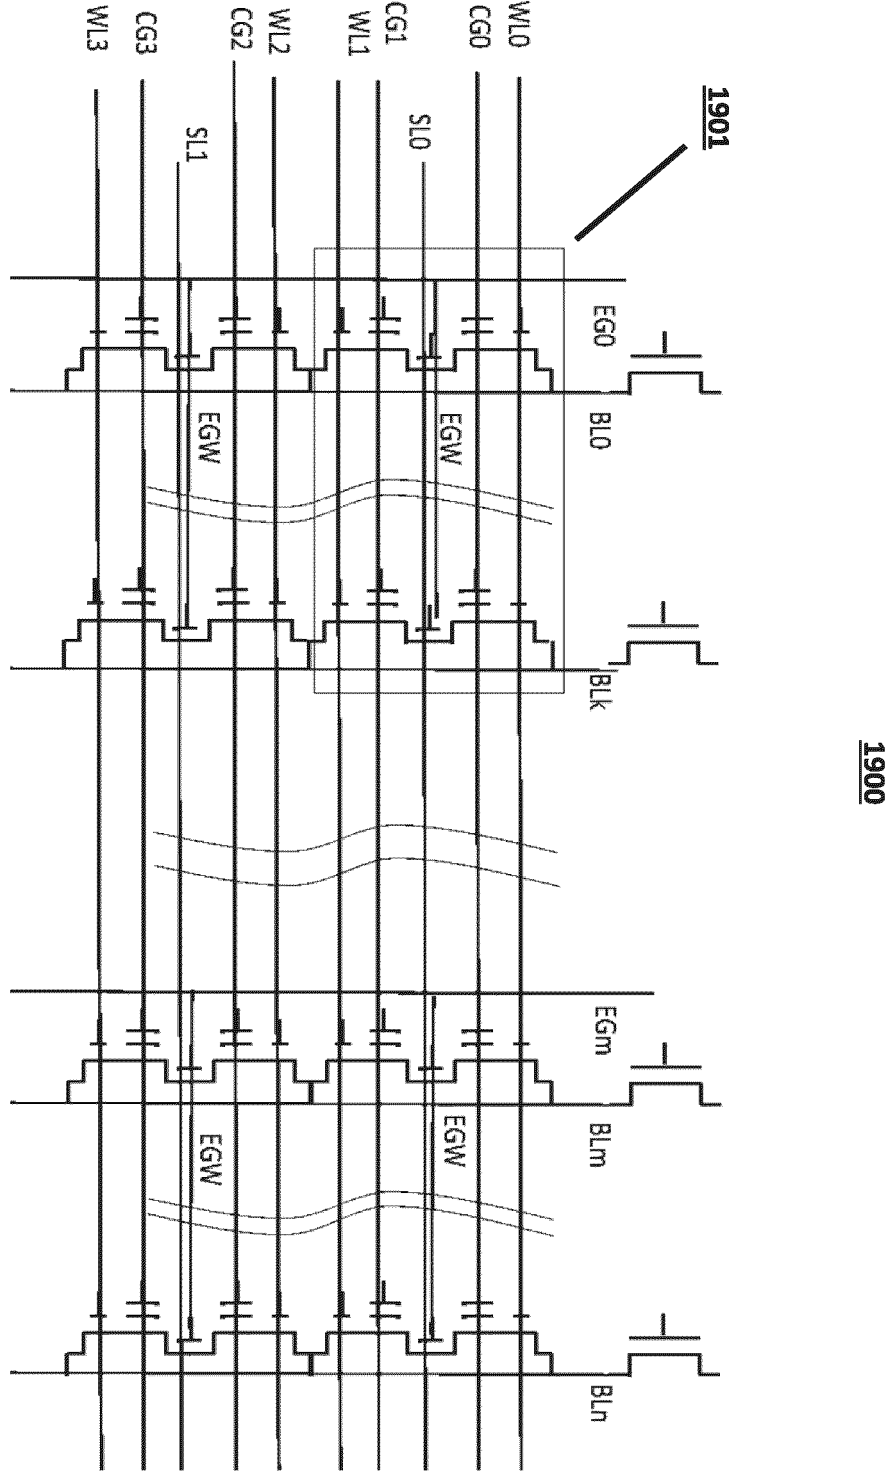 1900
1901
WL0
CG0
SL0
CG1
WL1
WL2
CG2
SL1
CG3
WL3
EG0
BL0
EGW
EGW
BLk
EGm
BLm
EGW
EGW
BLn